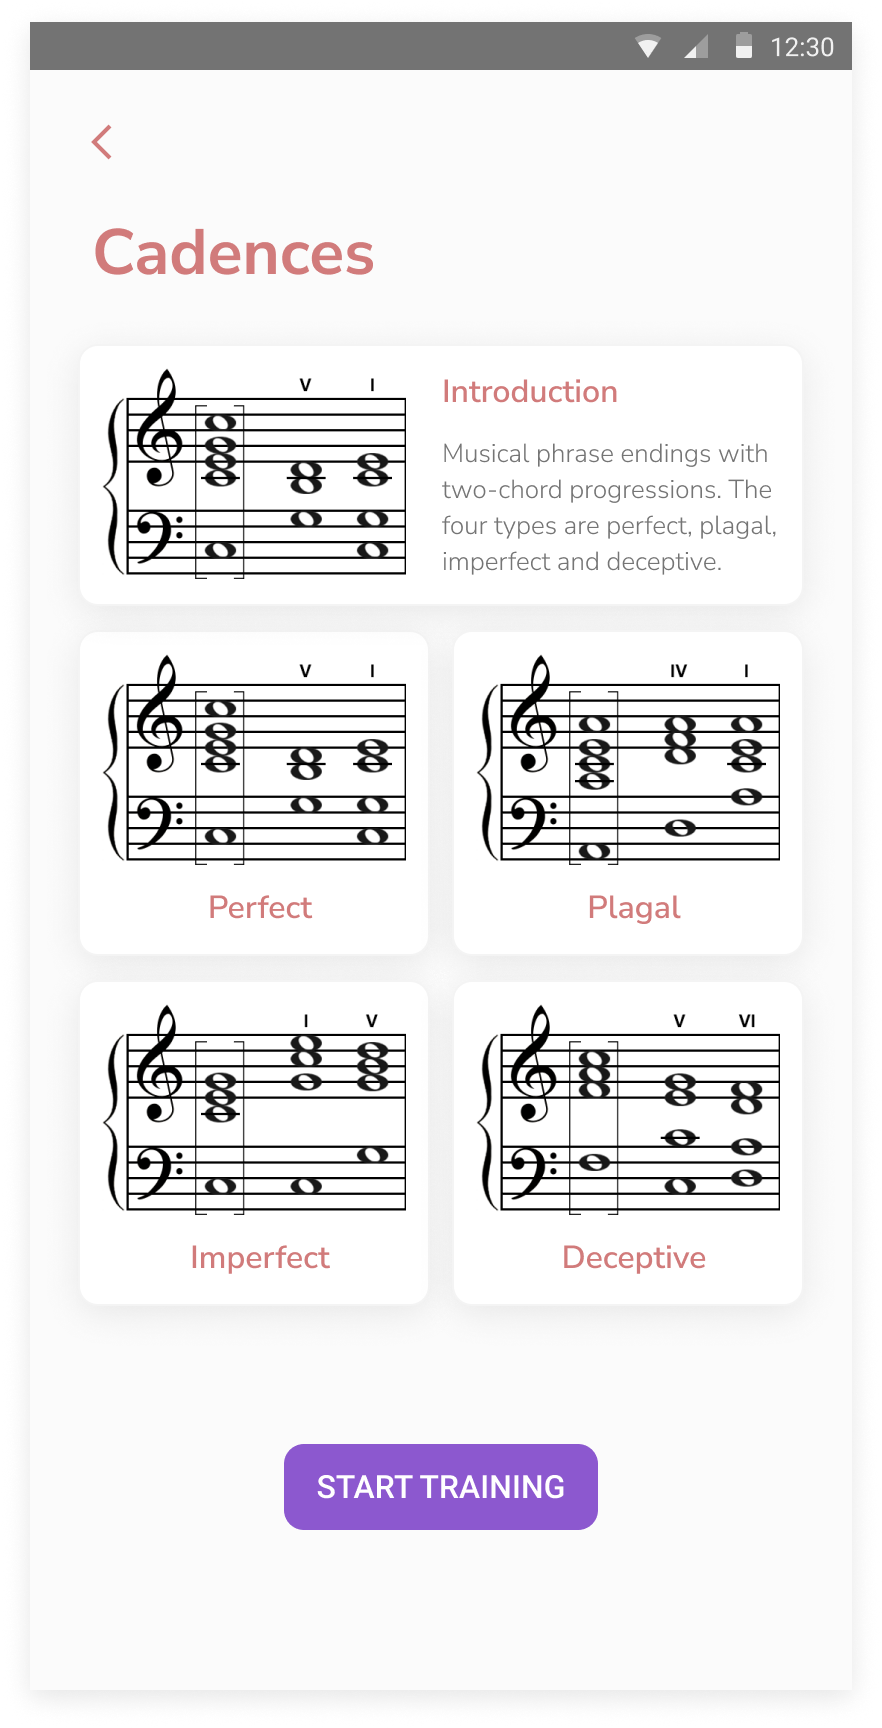 12:30
Cadences
V I
Introduction
Musical phrase endings with
two-chord progressions. The
four types are perfect, plagal,
imperfect and deceptive.
V I
Perfect
IV I
Plagal
I V
Imperfect
V VI
Deceptive
START TRAINING